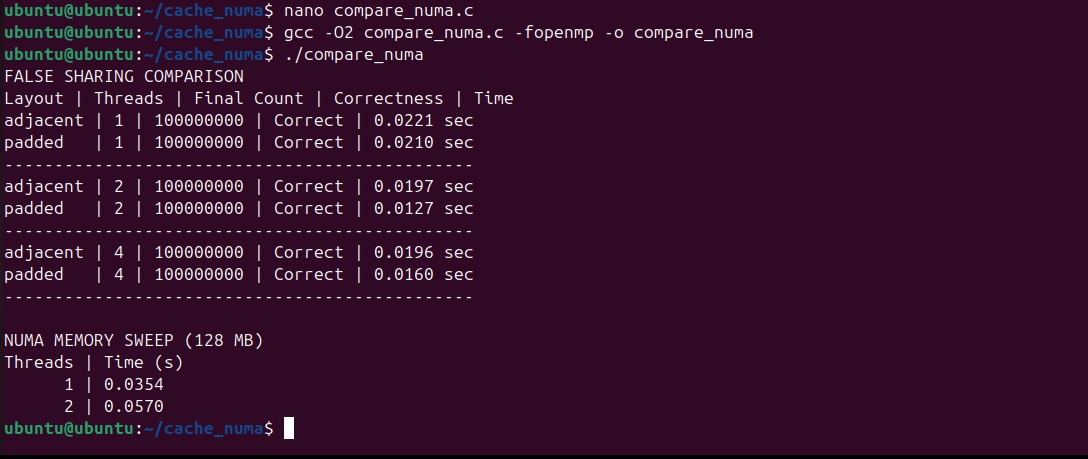 ubuntu@ubuntu:~/cache_numa$ nano compare_numa.c
ubuntu@ubuntu:~/cache_numa$ gcc -O2 compare_numa.c -fopenmp -o compare_numa
ubuntu@ubuntu:~/cache_numa$ ./compare_numa
FALSE SHARING COMPARISON
Layout | Threads | Final Count | Correctness | Time
adjacent | 1 | 100000000 | Correct | 0.0221 sec
padded   | 1 | 100000000 | Correct | 0.0210 sec
-----------------------------------------------
adjacent | 2 | 100000000 | Correct | 0.0197 sec
padded   | 2 | 100000000 | Correct | 0.0127 sec
-----------------------------------------------
adjacent | 4 | 100000000 | Correct | 0.0196 sec
padded   | 4 | 100000000 | Correct | 0.0160 sec
-----------------------------------------------
NUMA MEMORY SWEEP (128 MB)
Threads | Time (s)
      1 | 0.0354
      2 | 0.0570
ubuntu@ubuntu:~/cache_numa$